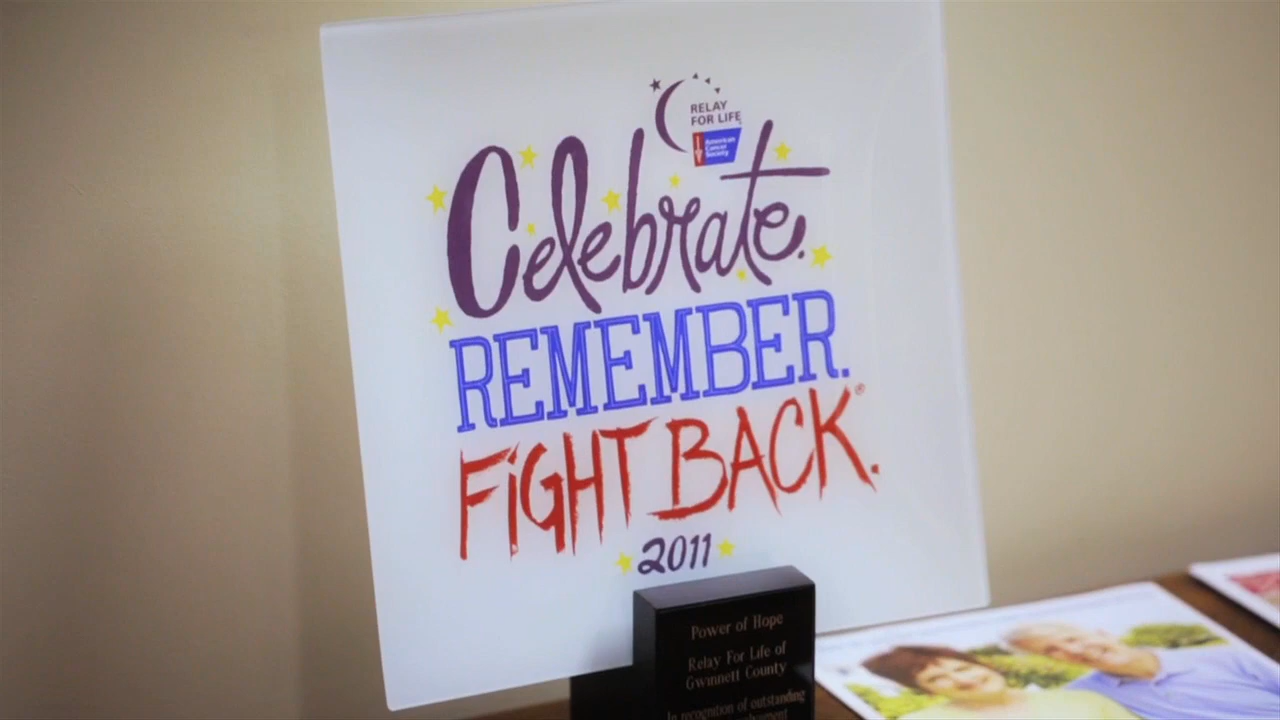 RELAY
FOR LIFE
American
Cancer
Society
Celebrate.
REMEMBER.
FIGHT BACK.®
2011
Power of Hope
Relay For Life of
Gwinnett County
In recognition of outstanding